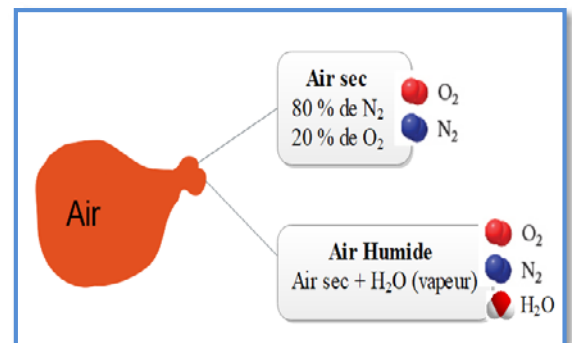 Air
Air sec
80 % de N₂
20 % de O₂
O₂
N₂
Air Humide
Air sec + H₂O (vapeur)
O₂
N₂
H₂O